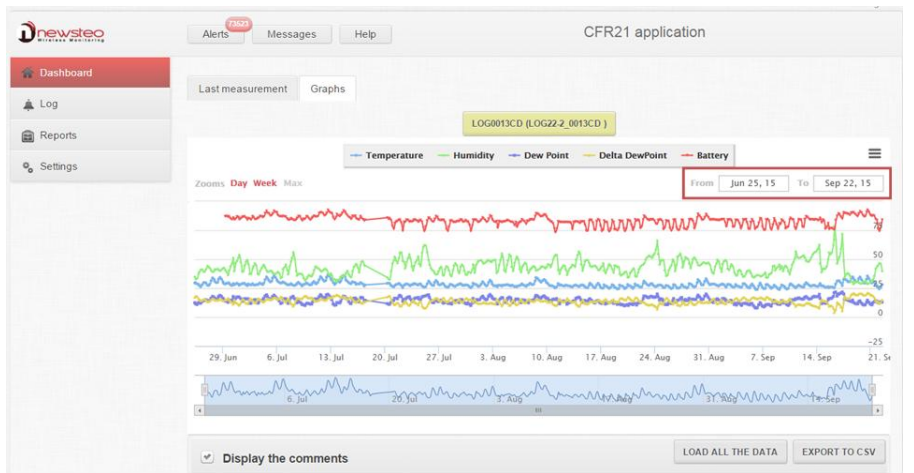 newsteo
Wireless Monitoring
Alerts 73523
Messages
Help
CFR21 application
Dashboard
Log
Reports
Settings
Last measurement
Graphs
LOG0013CD (LOG22-2_0013CD )
Temperature Humidity Dew Point Delta DewPoint Battery
Zooms Day Week Max
From Jun 25, 15 To Sep 22, 15
75
50
25
0
-25
29. Jun 6. Jul 13. Jul 20. Jul 27. Jul 3. Aug 10. Aug 17. Aug 24. Aug 31. Aug 7. Sep 14. Sep 21. Se
6. Jul 20. Jul 3. Aug 17. Aug 31. Aug 14. Sep
Display the comments
LOAD ALL THE DATA
EXPORT TO CSV